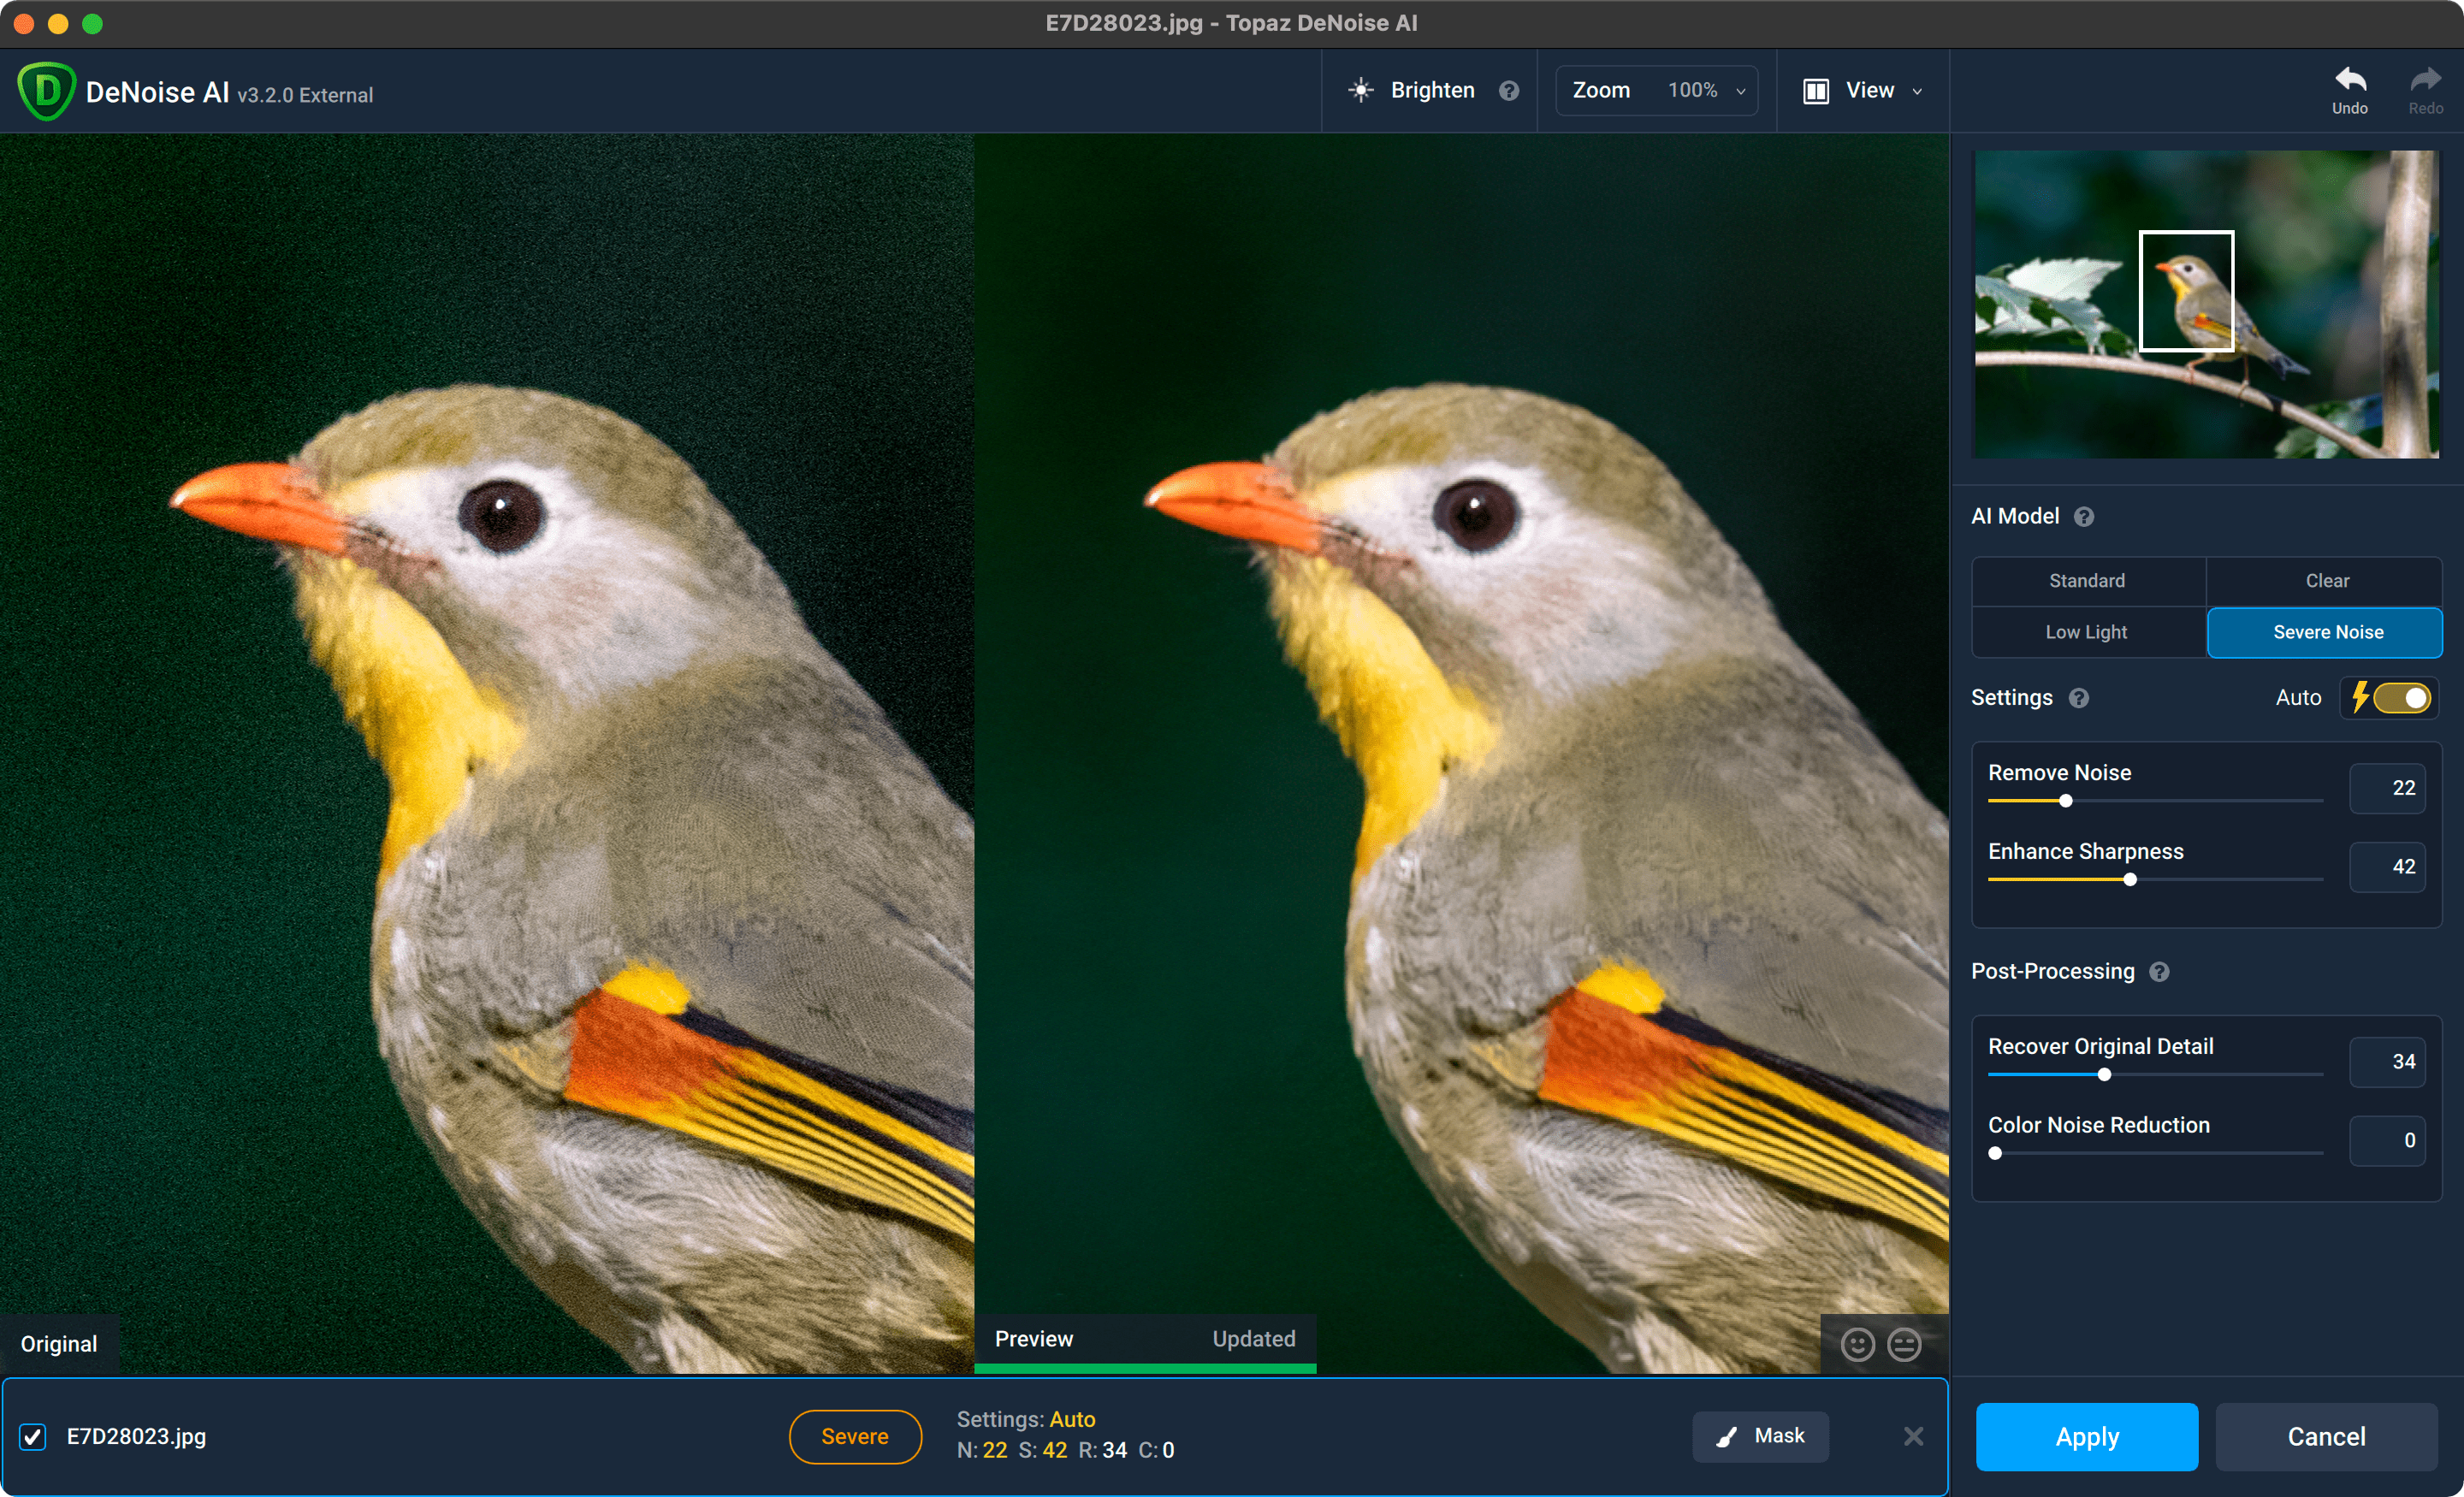 E7D28023.jpg - Topaz DeNoise AI
D DeNoise AI v3.2.0 External
Brighten ?
Zoom 100%
View
Undo
Redo
AI Model ?
Standard Clear
Low Light Severe Noise
Settings ? Auto
Remove Noise 22
Enhance Sharpness 42
Post-Processing ?
Recover Original Detail 34
Color Noise Reduction 0
Original
Preview Updated
E7D28023.jpg
Severe
Settings: Auto
N: 22 S: 42 R: 34 C: 0
Mask
Apply
Cancel